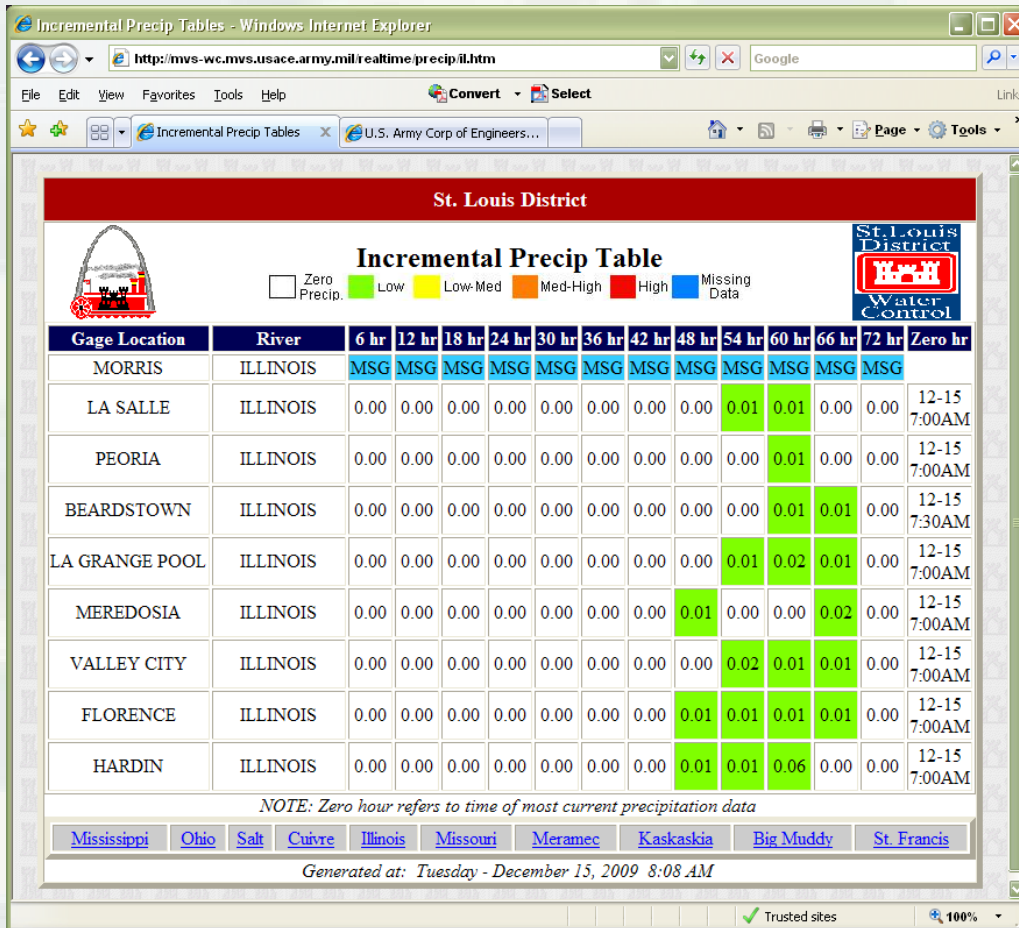 Incremental Precip Tables - Windows Internet Explorer
http://mvs-wc.mvs.usace.army.mil/realtime/precip/il.htm
Google
File Edit View Favorites Tools Help
Convert Select
Link
Incremental Precip Tables X
U.S. Army Corp of Engineers...
Page Tools
St. Louis District
Incremental Precip Table
Zero Precip. Low Low-Med Med-High High Missing Data
St. Louis
District
Water
Control
Gage Location River 6 hr 12 hr 18 hr 24 hr 30 hr 36 hr 42 hr 48 hr 54 hr 60 hr 66 hr 72 hr Zero hr
MORRIS ILLINOIS MSG MSG MSG MSG MSG MSG MSG MSG MSG MSG MSG MSG
LA SALLE ILLINOIS 0.00 0.00 0.00 0.00 0.00 0.00 0.00 0.00 0.01 0.01 0.00 0.00 12-15 7:00AM
PEORIA ILLINOIS 0.00 0.00 0.00 0.00 0.00 0.00 0.00 0.00 0.00 0.01 0.00 0.00 12-15 7:00AM
BEARDSTOWN ILLINOIS 0.00 0.00 0.00 0.00 0.00 0.00 0.00 0.00 0.00 0.01 0.01 0.00 12-15 7:30AM
LA GRANGE POOL ILLINOIS 0.00 0.00 0.00 0.00 0.00 0.00 0.00 0.00 0.01 0.02 0.01 0.00 12-15 7:00AM
MEREDOSIA ILLINOIS 0.00 0.00 0.00 0.00 0.00 0.00 0.00 0.01 0.00 0.00 0.02 0.00 12-15 7:00AM
VALLEY CITY ILLINOIS 0.00 0.00 0.00 0.00 0.00 0.00 0.00 0.00 0.02 0.01 0.01 0.00 12-15 7:00AM
FLORENCE ILLINOIS 0.00 0.00 0.00 0.00 0.00 0.00 0.00 0.01 0.01 0.01 0.01 0.00 12-15 7:00AM
HARDIN ILLINOIS 0.00 0.00 0.00 0.00 0.00 0.00 0.00 0.01 0.01 0.06 0.00 0.00 12-15 7:00AM
NOTE: Zero hour refers to time of most current precipitation data
Mississippi Ohio Salt Cuivre Illinois Missouri Meramec Kaskaskia Big Muddy St. Francis
Generated at: Tuesday - December 15, 2009 8:08 AM
Trusted sites
100%